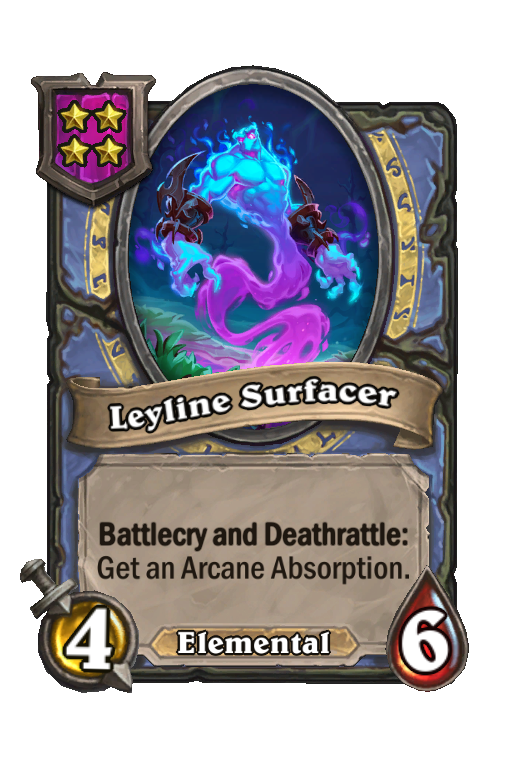 Leyline Surfacer
Battlecry and Deathrattle:
Get an Arcane Absorption.
4
Elemental
6